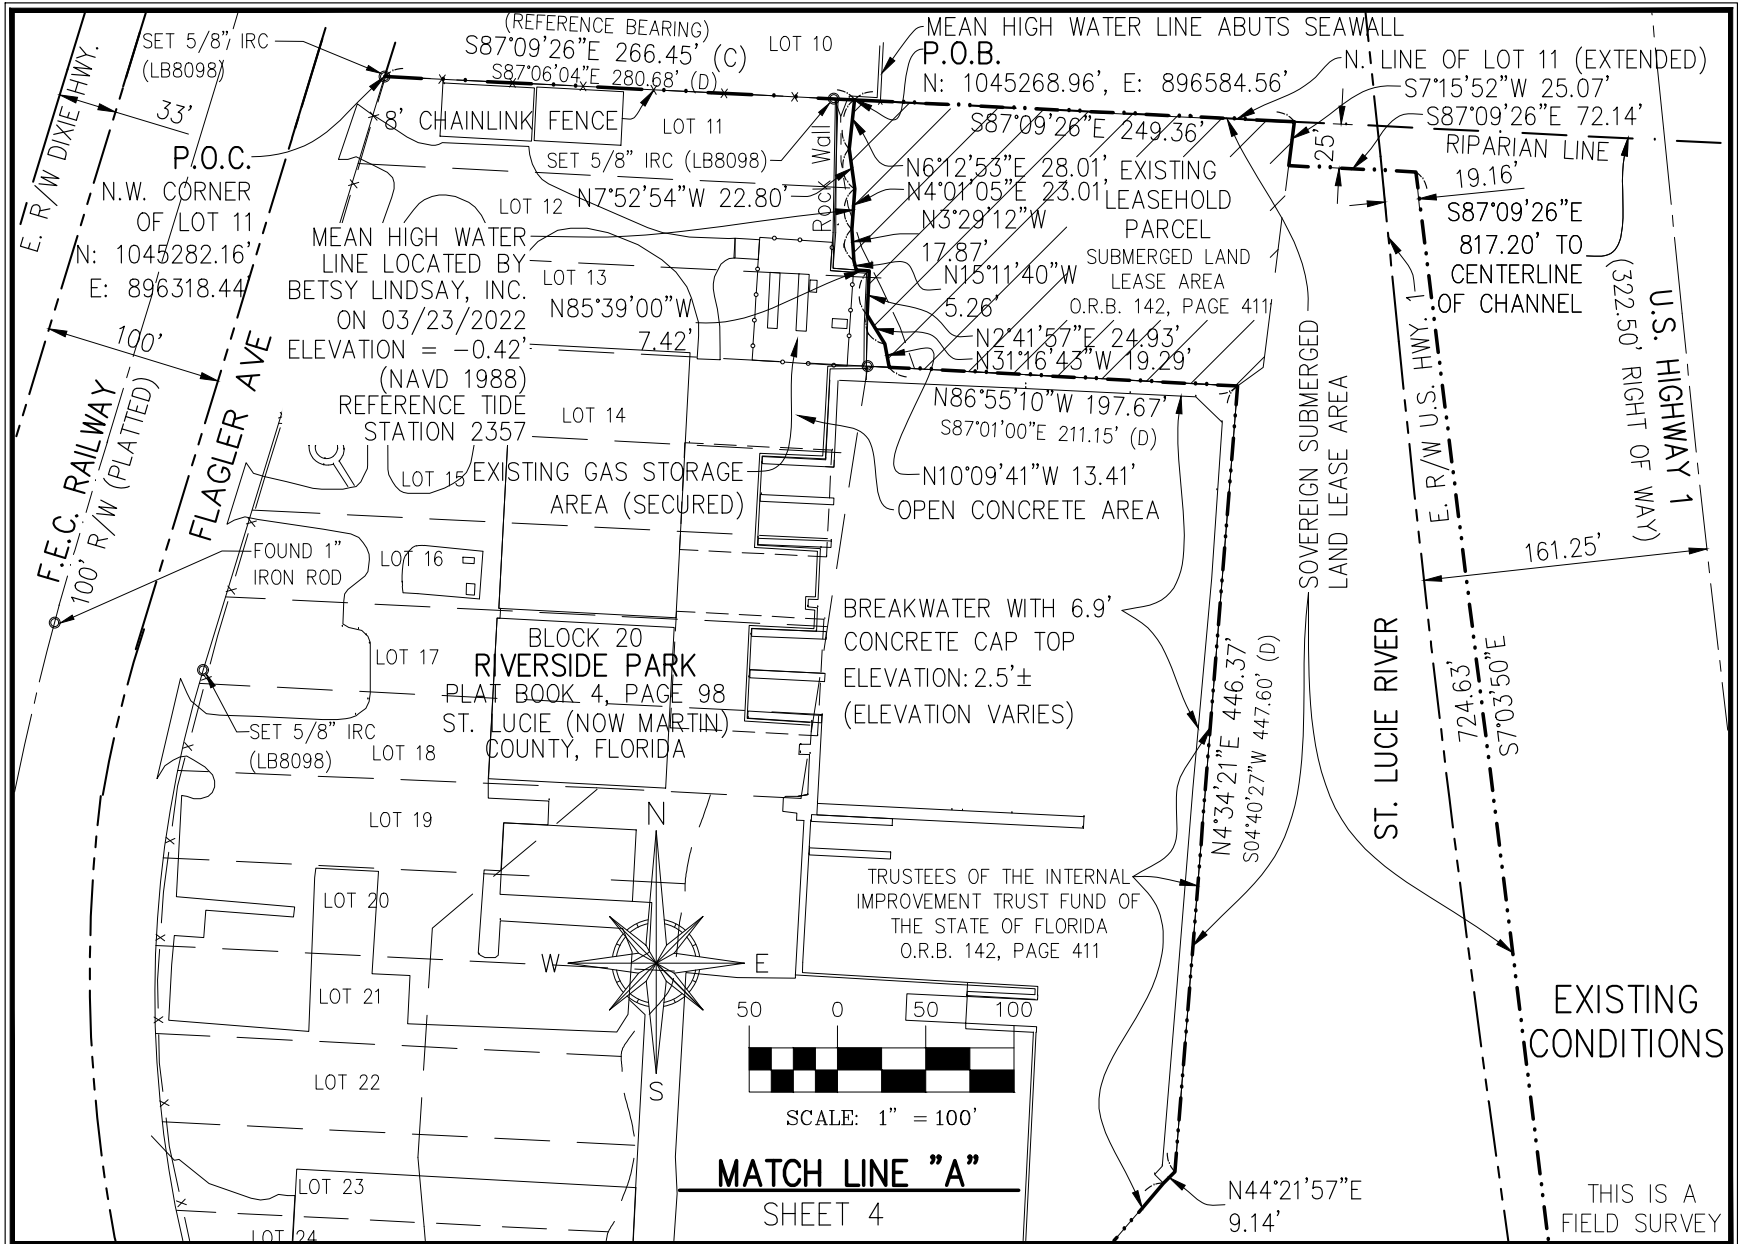 (REFERENCE BEARING)
S87°09'26"E 266.45' (C)
S87°06'04"E 280.68' (D)
LOT 10
MEAN HIGH WATER LINE ABUTS SEAWALL
P.O.B.
N: 1045268.96', E: 896584.56'
N. LINE OF LOT 11 (EXTENDED)
S7°15'52"W 25.07'
S87°09'26"E 72.14'
RIPARIAN LINE
19.16'
S87°09'26"E
817.20' TO
CENTERLINE
OF CHANNEL
SET 5/8" IRC
(LB8098)
E. R/W DIXIE HWY.
33'
P.O.C.
N.W. CORNER
OF LOT 11
N: 1045282.16'
E: 896318.44'
8' CHAINLINK FENCE
LOT 11
SET 5/8" IRC (LB8098)
Rock Wall
N7°52'54"W 22.80'
LOT 12
S87°09'26"E 249.36'
25'
N6°12'53"E 28.01'
N4°01'05"E 23.01'
N3°29'12"W
17.87'
N15°11'40"W
5.26'
N2°41'57"E 24.93'
N31°16'43"W 19.29'
EXISTING
LEASEHOLD
PARCEL
SUBMERGED LAND
LEASE AREA
O.R.B. 142, PAGE 411
MEAN HIGH WATER
LINE LOCATED BY
BETSY LINDSAY, INC.
ON 03/23/2022
ELEVATION = -0.42'
(NAVD 1988)
REFERENCE TIDE
STATION 2357
LOT 13
N85°39'00"W
7.42'
100'
FLAGLER AVE
F.E.C. RAILWAY
100' R/W (PLATTED)
LOT 14
N86°55'10"W 197.67'
S87°01'00"E 211.15' (D)
N10°09'41"W 13.41'
OPEN CONCRETE AREA
LOT 15
EXISTING GAS STORAGE
AREA (SECURED)
FOUND 1"
IRON ROD
LOT 16
SOVEREIGN SUBMERGED
LAND LEASE AREA
E. R/W U.S. HWY. 1
U.S. HIGHWAY 1
(322.50' RIGHT OF WAY)
161.25'
BREAKWATER WITH 6.9'
CONCRETE CAP TOP
ELEVATION: 2.5'±
(ELEVATION VARIES)
BLOCK 20
RIVERSIDE PARK
PLAT BOOK 4, PAGE 98
ST. LUCIE (NOW MARTIN)
COUNTY, FLORIDA
LOT 17
SET 5/8" IRC
(LB8098)
LOT 18
N4°34'21"E 446.37'
S04°40'27"W 447.60' (D)
ST. LUCIE RIVER
724.63'
S7°03'50"E
LOT 19
N
W
E
S
TRUSTEES OF THE INTERNAL
IMPROVEMENT TRUST FUND OF
THE STATE OF FLORIDA
O.R.B. 142, PAGE 411
LOT 20
LOT 21
50 0 50 100
SCALE: 1" = 100'
EXISTING
CONDITIONS
LOT 22
MATCH LINE "A"
SHEET 4
LOT 23
LOT 24
N44°21'57"E
9.14'
THIS IS A
FIELD SURVEY